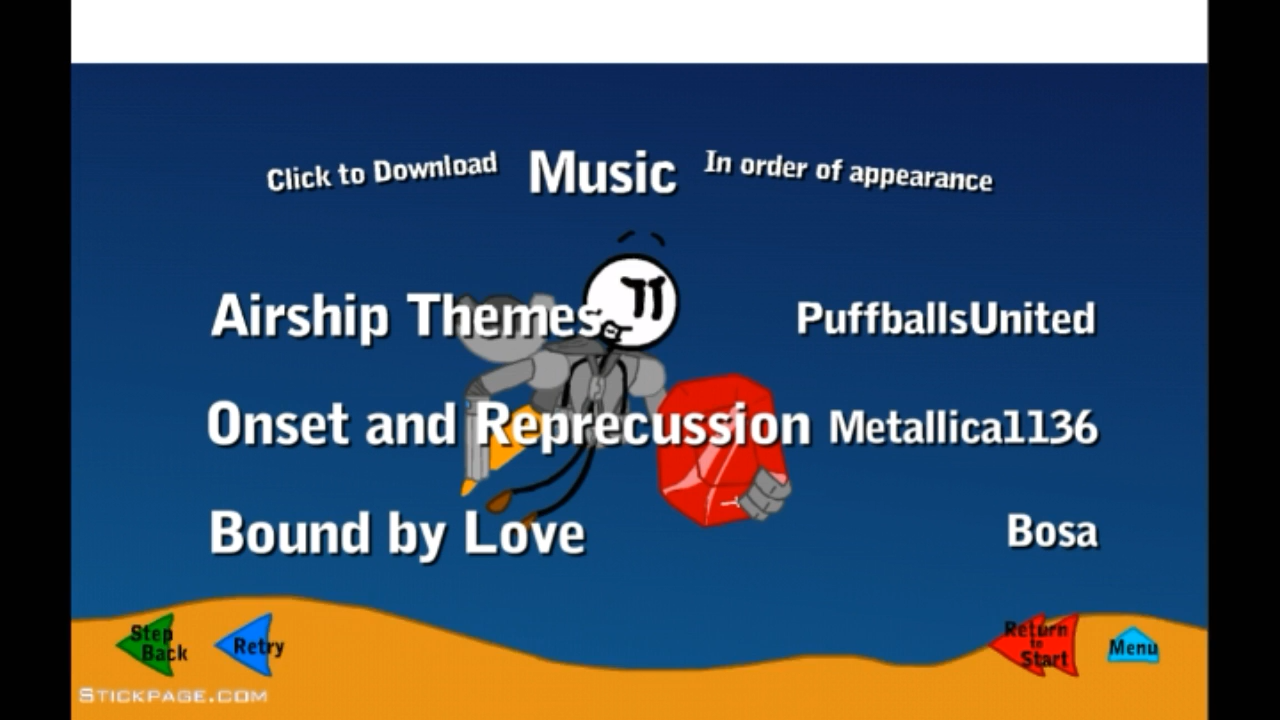 Click to Download Music In order of appearance
Airship Themes PuffballsUnited
Onset and Reprecussion Metallica1136
Bound by Love Bosa
Step Back
Retry
Return to Start
Menu
STICKPAGE.COM